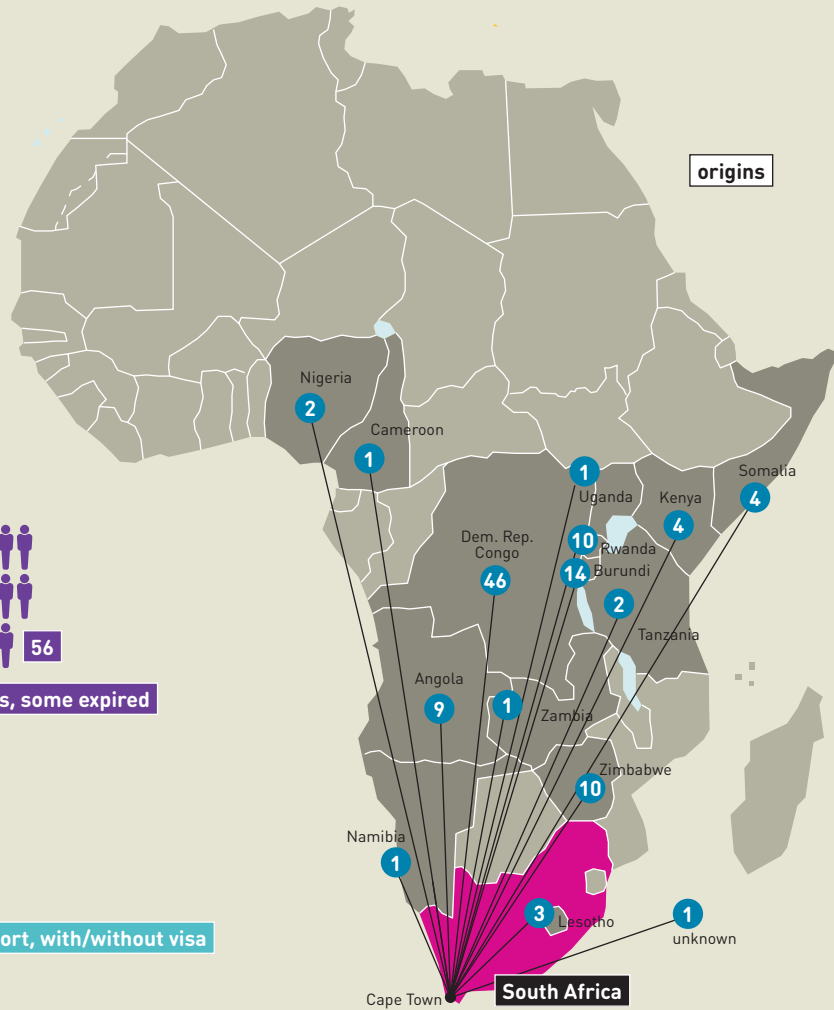 origins
Nigeria
2
Cameroon
1
1
Uganda
Kenya
4
Somalia
4
Dem. Rep.
Congo
46
10
Rwanda
14
Burundi
2
Tanzania
56
s, some expired
Angola
9
1
Zambia
Zimbabwe
10
Namibia
1
3
Lesotho
1
unknown
ort, with/without visa
South Africa
Cape Town